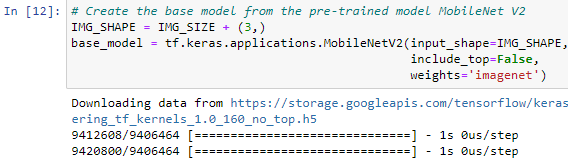 In [12]: # Create the base model from the pre-trained model MobileNet V2
IMG_SHAPE = IMG_SIZE + (3,)
base_model = tf.keras.applications.MobileNetV2(input_shape=IMG_SHAPE,
include_top=False,
weights='imagenet')
Downloading data from https://storage.googleapis.com/tensorflow/keras
ering_tf_kernels_1.0_160_no_top.h5
9412608/9406464 [==============================] - 1s 0us/step
9420800/9406464 [==============================] - 1s 0us/step